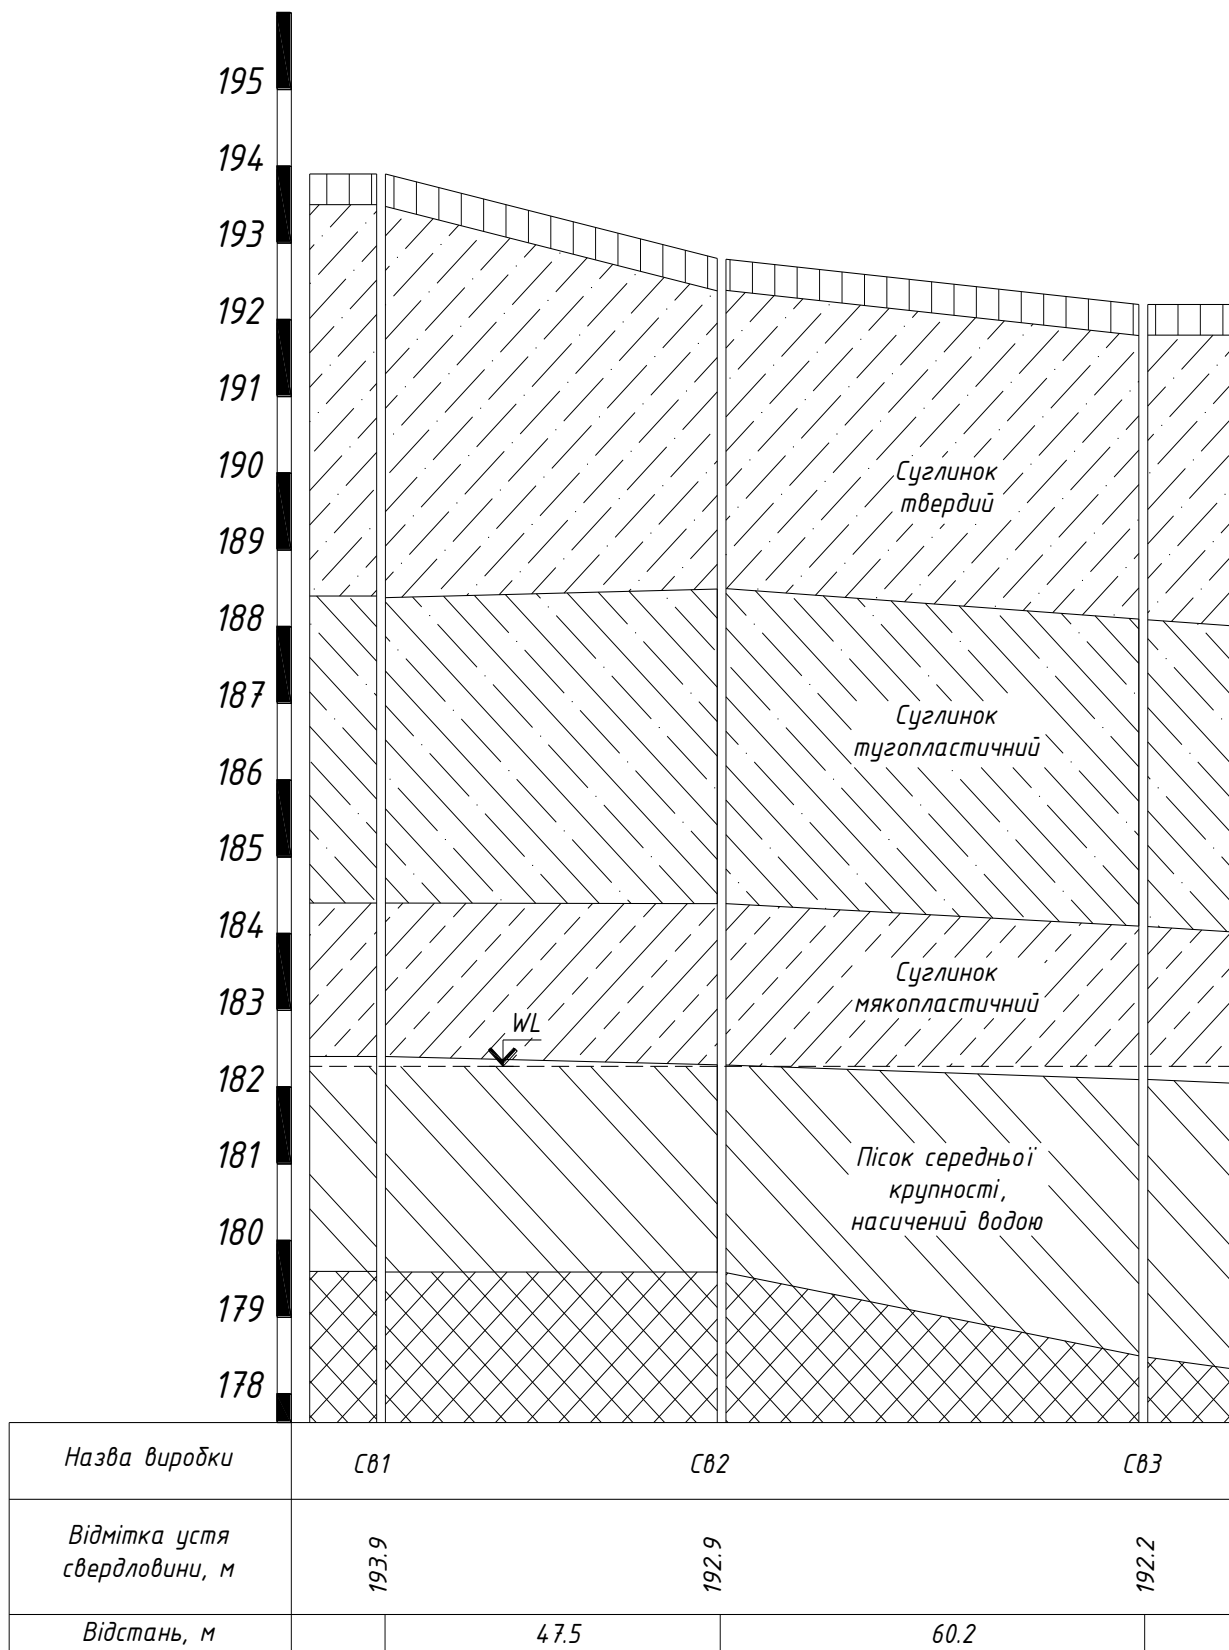 195
194
193
192
191
190
189
188
187
186
185
184
183
182
181
180
179
178
Суглинок
твердий
Суглинок
тугопластичний
Суглинок
мякопластичний
WL
Пісок середньої
крупності,
насичений водою
Назва виробки
Св1
Св2
Св3
Відмітка устя
свердловини, м
193.9
192.9
192.2
Відстань, м
47.5
60.2